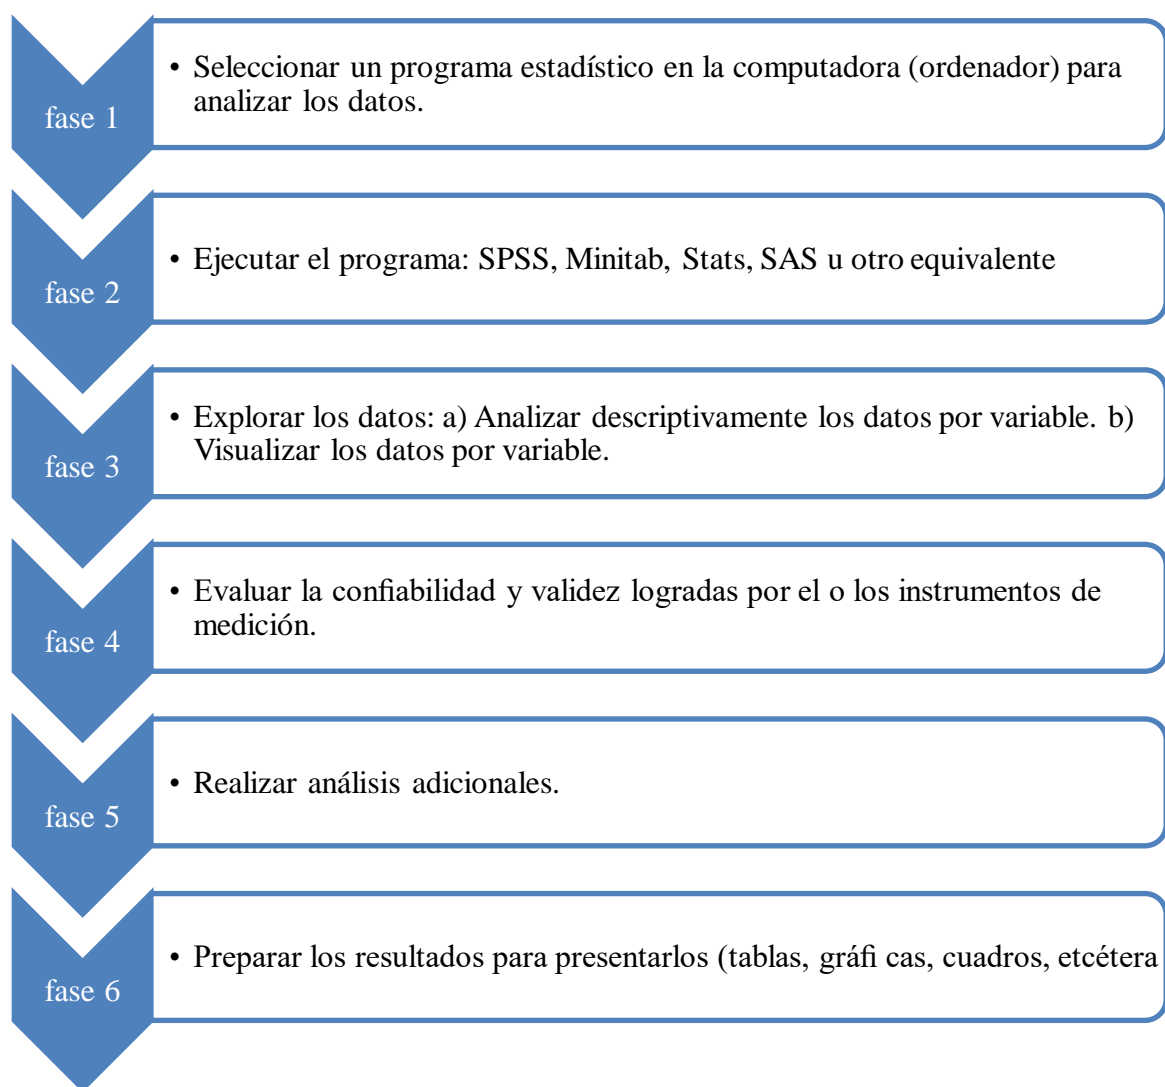 fase 1
• Seleccionar un programa estadístico en la computadora (ordenador) para
analizar los datos.
fase 2
• Ejecutar el programa: SPSS, Minitab, Stats, SAS u otro equivalente
fase 3
• Explorar los datos: a) Analizar descriptivamente los datos por variable. b)
Visualizar los datos por variable.
fase 4
• Evaluar la confiabilidad y validez logradas por el o los instrumentos de
medición.
fase 5
• Realizar análisis adicionales.
fase 6
• Preparar los resultados para presentarlos (tablas, gráfi cas, cuadros, etcétera